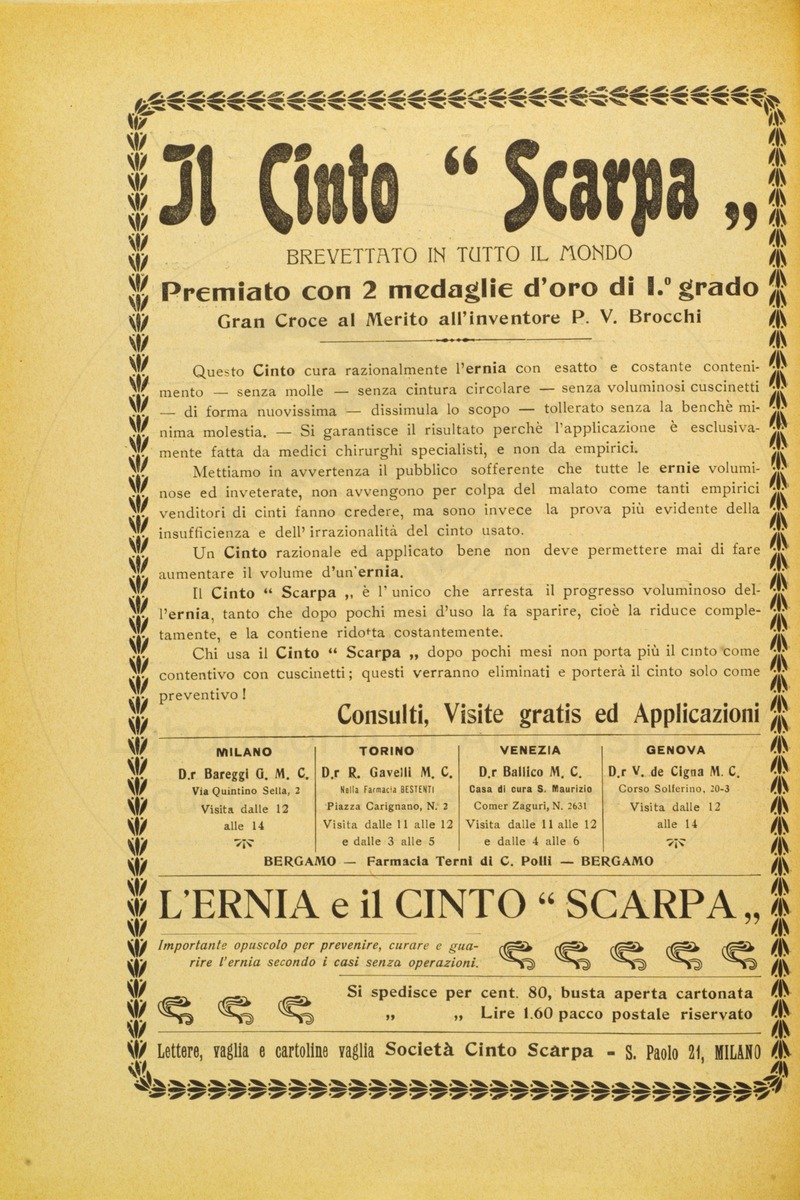 Il Cinto “ Scarpa „
BREVETTATO IN TUTTO IL MONDO
Premiato con 2 medaglie d'oro di I.º grado
Gran Croce al Merito all'inventore P. V. Brocchi
Questo Cinto cura razionalmente l'ernia con esatto e costante conteni-
mento — senza molle — senza cintura circolare — senza voluminosi cuscinetti
— di forma nuovissima — dissimula lo scopo — tollerato senza la benchè mi-
nima molestia. — Si garantisce il risultato perchè l'applicazione è esclusiva-
mente fatta da medici chirurghi specialisti, e non da empirici.
Mettiamo in avvertenza il pubblico sofferente che tutte le ernie volumi-
nose ed inveterate, non avvengono per colpa del malato come tanti empirici
venditori di cinti fanno credere, ma sono invece la prova più evidente della
insufficienza e dell' irrazionalità del cinto usato.
Un Cinto razionale ed applicato bene non deve permettere mai di fare
aumentare il volume d'un'ernia.
Il Cinto “ Scarpa „ è l' unico che arresta il progresso voluminoso del-
l'ernia, tanto che dopo pochi mesi d'uso la fa sparire, cioè la riduce comple-
tamente, e la contiene ridotta costantemente.
Chi usa il Cinto “ Scarpa „ dopo pochi mesi non porta più il cinto come
contentivo con cuscinetti ; questi verranno eliminati e porterà il cinto solo come
preventivo !
Consulti, Visite gratis ed Applicazioni
MILANO
D.r Bareggi G. M. C.
Via Quintino Sella, 2
Visita dalle 12
alle 14
TORINO
D.r R. Gavelli M. C.
Nella Farmacia BESTENTI
Piazza Carignano, N. 2
Visita dalle 11 alle 12
e dalle 3 alle 5
VENEZIA
D.r Ballico M. C.
Casa di cura S. Maurizio
Corner Zaguri, N. 2631
Visita dalle 11 alle 12
e dalle 4 alle 6
GENOVA
D.r V. de Cigna M. C.
Corso Solferino, 20-3
Visita dalle 12
alle 14
BERGAMO — Farmacia Terni di C. Polli — BERGAMO
L'ERNIA e il CINTO “ SCARPA „
Importante opuscolo per prevenire, curare e gua-
rire l'ernia secondo i casi senza operazioni.
Si spedisce per cent. 80, busta aperta cartonata
„ „ Lire 1.60 pacco postale riservato
Lettere, vaglia e cartoline vaglia Società Cinto Scarpa - S. Paolo 21, MILANO